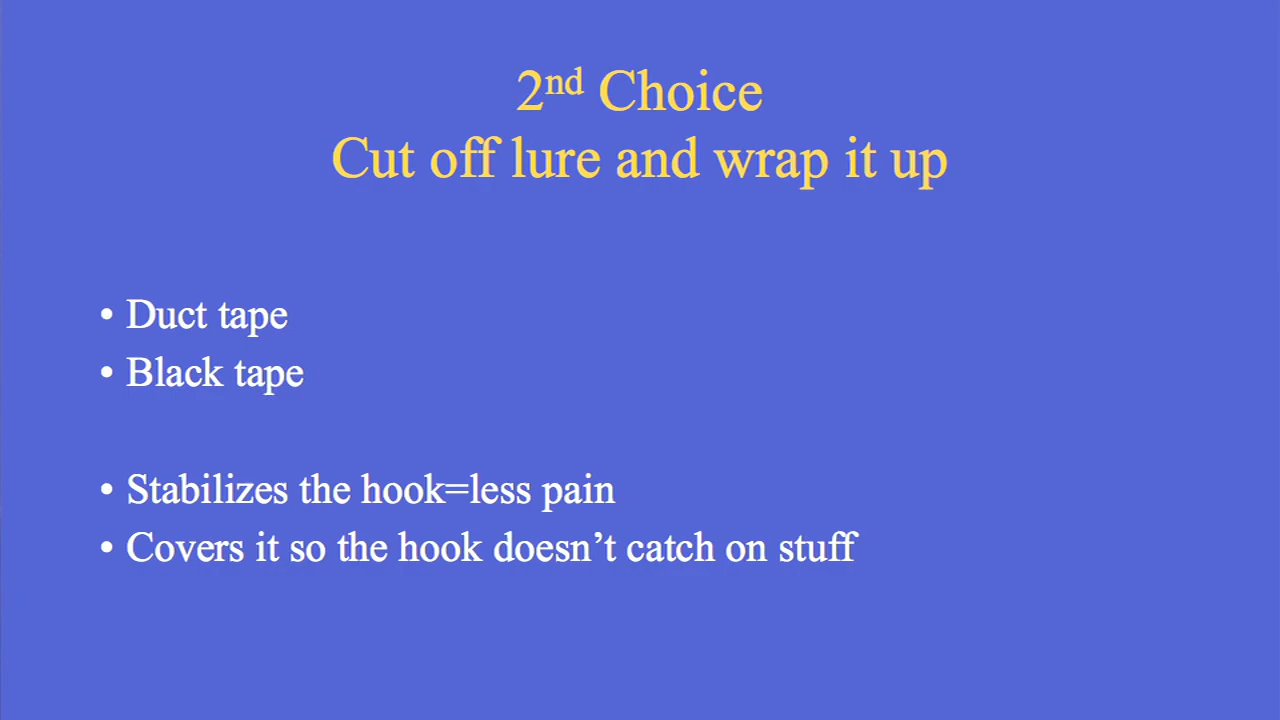 2nd Choice
Cut off lure and wrap it up
• Duct tape
• Black tape
• Stabilizes the hook=less pain
• Covers it so the hook doesn’t catch on stuff